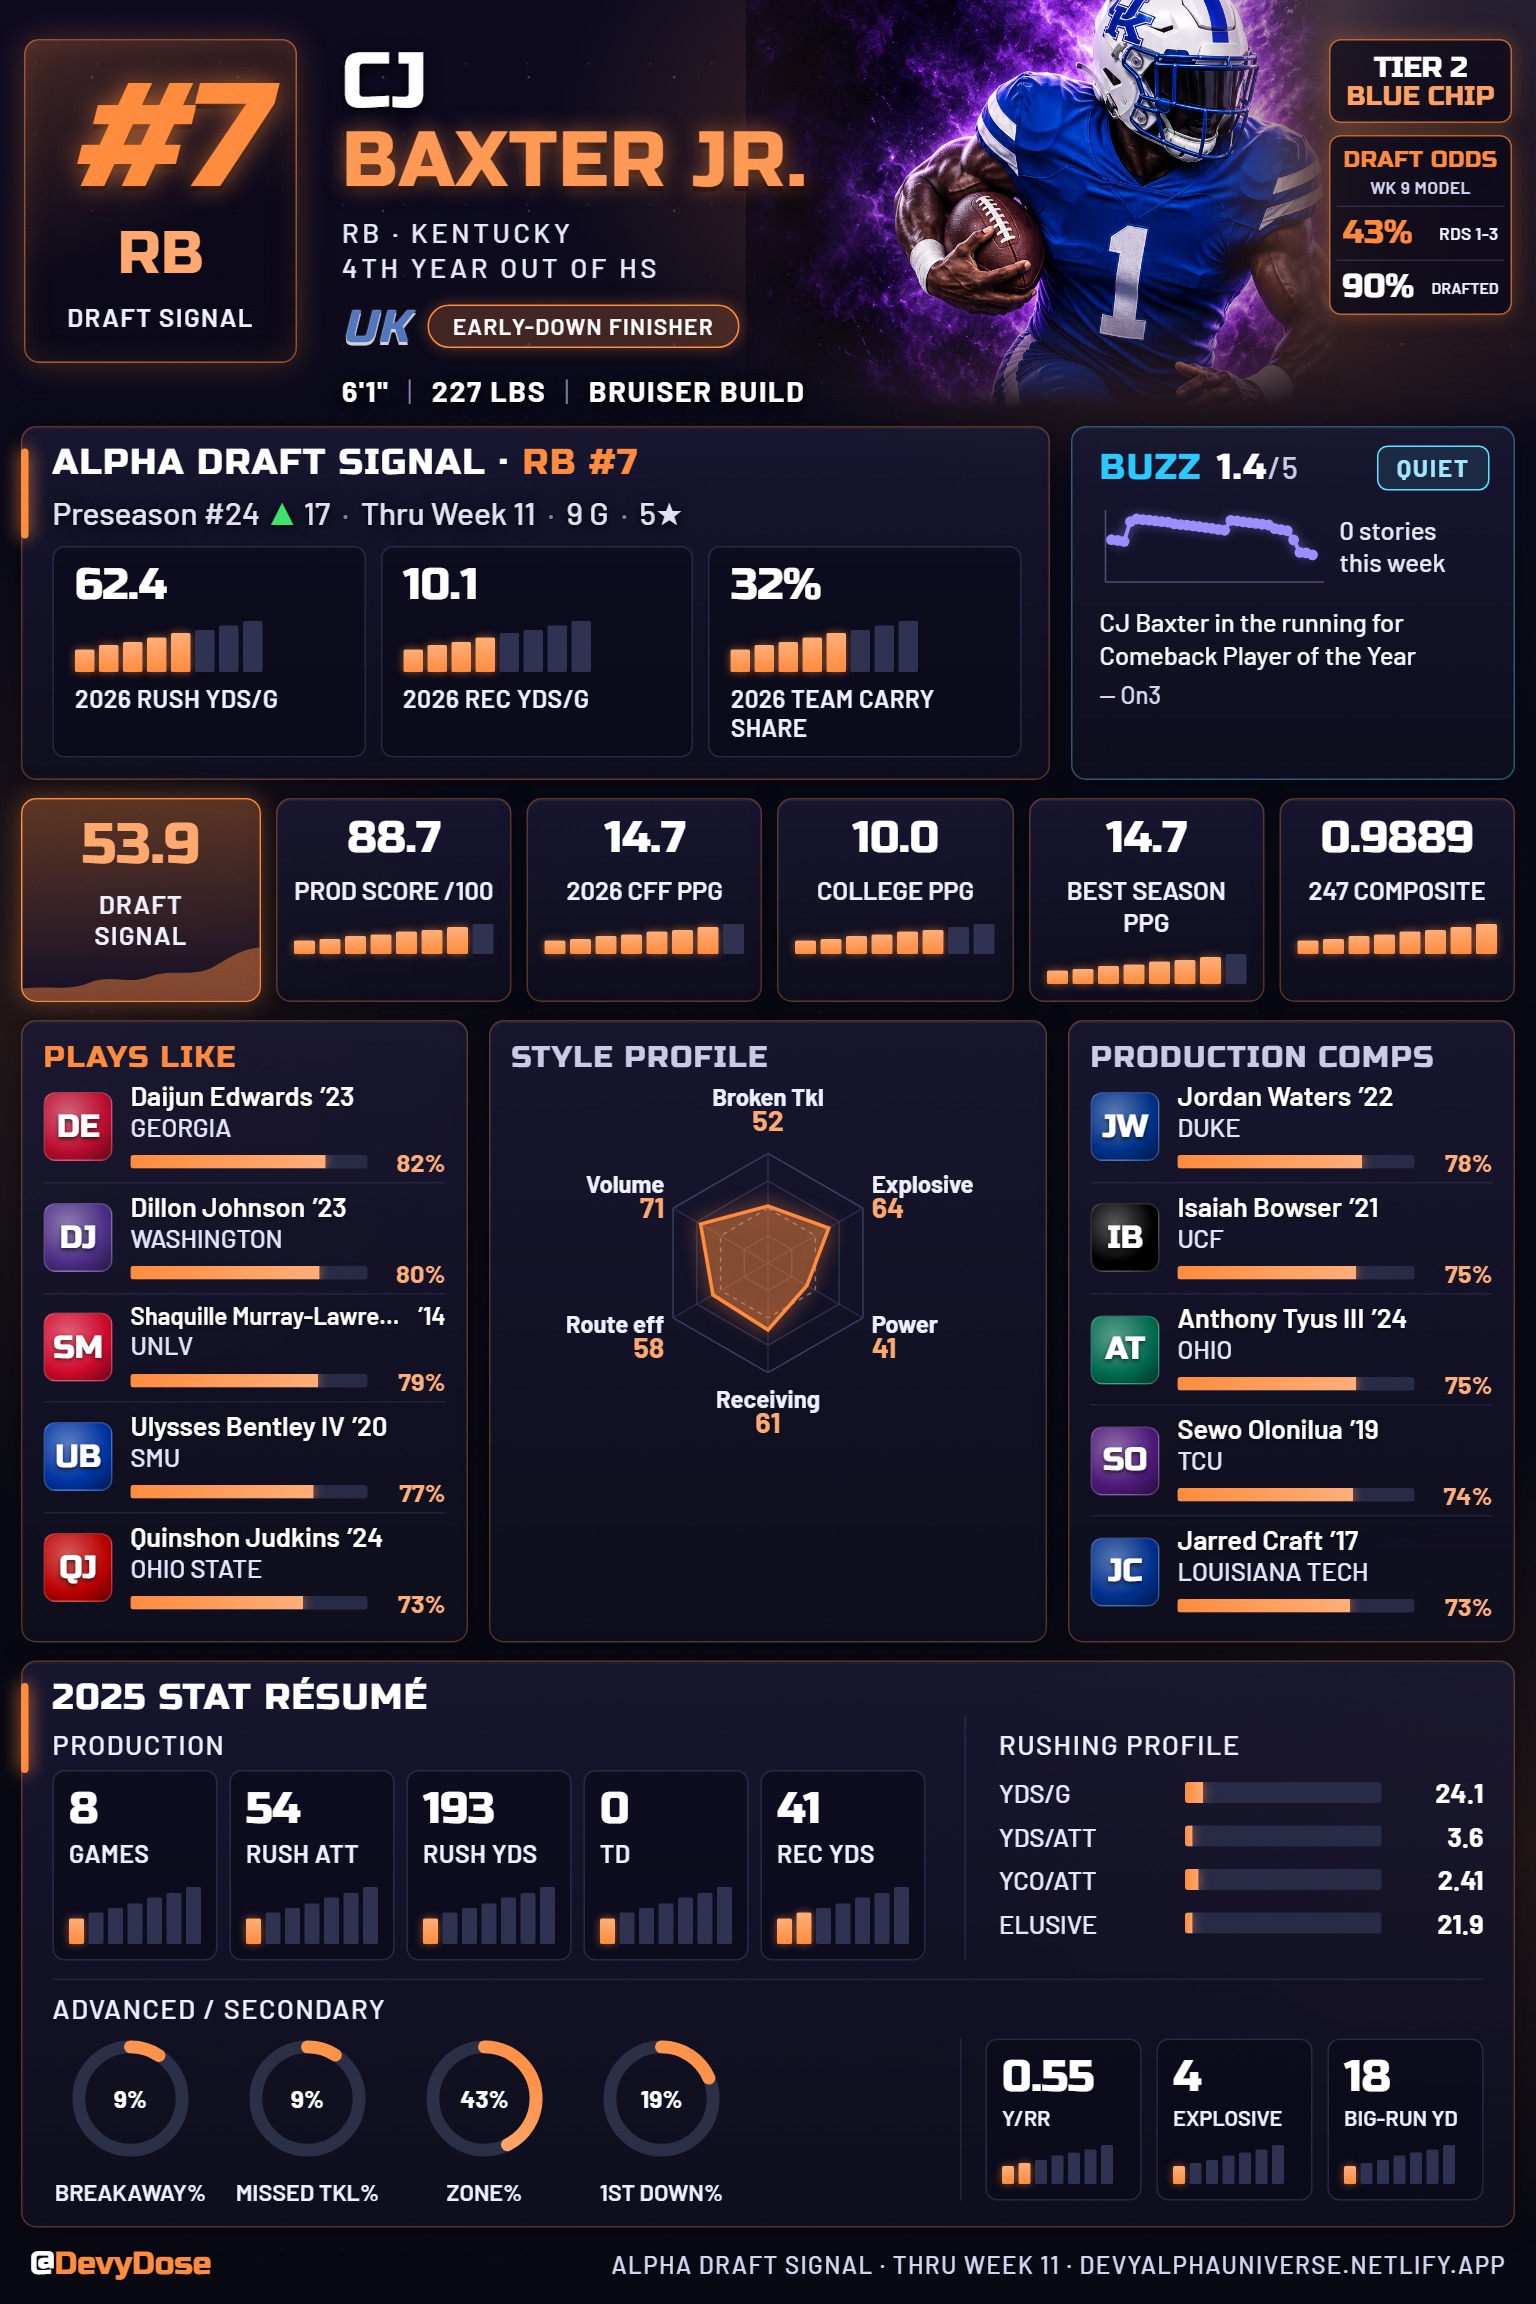 #7
RB
DRAFT SIGNAL
CJ
BAXTER JR.
RB · KENTUCKY
4TH YEAR OUT OF HS
UK
EARLY-DOWN FINISHER
6'1" | 227 LBS | BRUISER BUILD
K
1
TIER 2
BLUE CHIP
DRAFT ODDS
WK 9 MODEL
43% RDS 1-3
90% DRAFTED
ALPHA DRAFT SIGNAL · RB #7
Preseason #24 ▲ 17 · Thru Week 11 · 9 G · 5★
62.4
2026 RUSH YDS/G
10.1
2026 REC YDS/G
32%
2026 TEAM CARRY
SHARE
BUZZ 1.4/5
QUIET
0 stories
this week
CJ Baxter in the running for
Comeback Player of the Year
— On3
53.9
DRAFT
SIGNAL
88.7
PROD SCORE /100
14.7
2026 CFF PPG
10.0
COLLEGE PPG
14.7
BEST SEASON
PPG
0.9889
247 COMPOSITE
PLAYS LIKE
DE
Daijun Edwards ’23
GEORGIA
82%
DJ
Dillon Johnson ’23
WASHINGTON
80%
SM
Shaquille Murray-Lawre... ’14
UNLV
79%
UB
Ulysses Bentley IV ’20
SMU
77%
QJ
Quinshon Judkins ’24
OHIO STATE
73%
STYLE PROFILE
Broken Tkl
52
Volume
71
Explosive
64
Route eff
58
Power
41
Receiving
61
PRODUCTION COMPS
JW
Jordan Waters ’22
DUKE
78%
IB
Isaiah Bowser ’21
UCF
75%
AT
Anthony Tyus III ’24
OHIO
75%
SO
Sewo Olonilua ’19
TCU
74%
JC
Jarred Craft ’17
LOUISIANA TECH
73%
2025 STAT RÉSUMÉ
PRODUCTION
8
GAMES
54
RUSH ATT
193
RUSH YDS
0
TD
41
REC YDS
RUSHING PROFILE
YDS/G 24.1
YDS/ATT 3.6
YCO/ATT 2.41
ELUSIVE 21.9
ADVANCED / SECONDARY
9%
BREAKAWAY%
9%
MISSED TKL%
43%
ZONE%
19%
1ST DOWN%
0.55
Y/RR
4
EXPLOSIVE
18
BIG-RUN YD
@DevyDose
ALPHA DRAFT SIGNAL · THRU WEEK 11 · DEVYALPHAUNIVERSE.NETLIFY.APP